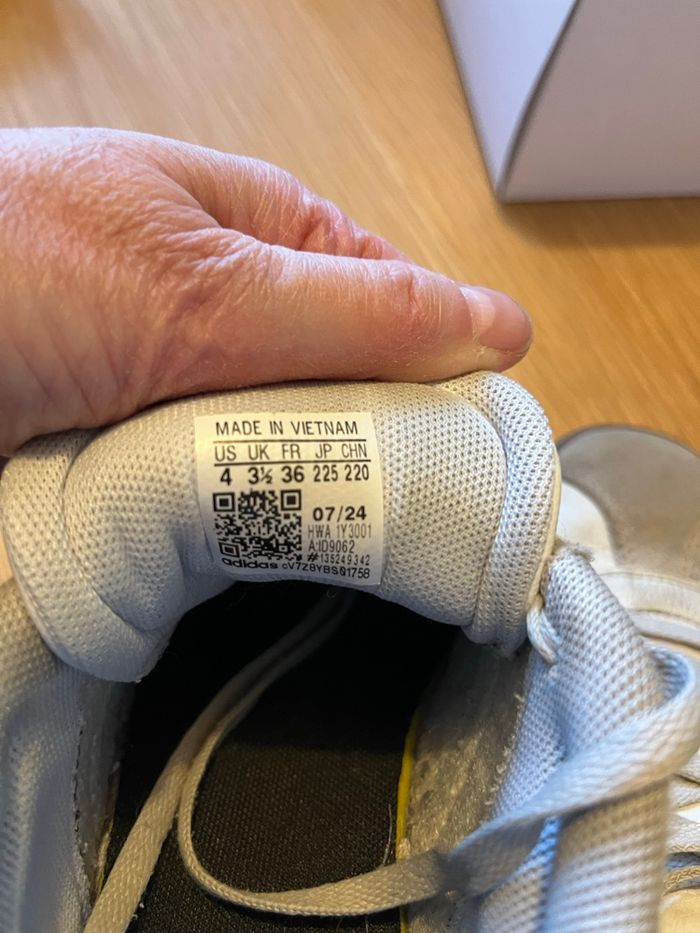 MADE IN VIETNAM
US UK FR JP CHN
4 3½ 36 225 220
07/24
HWA 1Y3001
A:ID9062
#135249342
adidas cV7Z8YBS01758